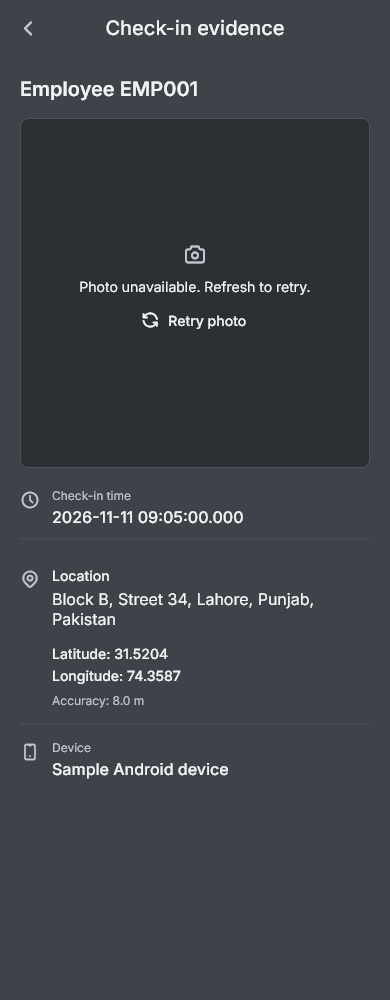 Check-in evidence
Employee EMP001
Photo unavailable. Refresh to retry.
Retry photo
Check-in time
2026-11-11 09:05:00.000
Location
Block B, Street 34, Lahore, Punjab,
Pakistan
Latitude: 31.5204
Longitude: 74.3587
Accuracy: 8.0 m
Device
Sample Android device